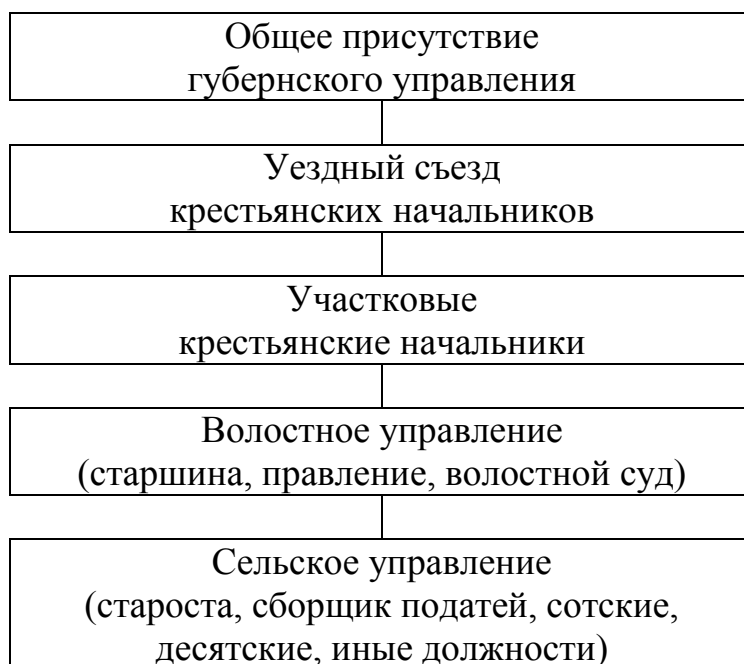 Общее присутствие
губернского управления
Уездный съезд
крестьянских начальников
Участковые
крестьянские начальники
Волостное управление
(старшина, правление, волостной суд)
Сельское управление
(староста, сборщик податей, сотские,
десятские, иные должности)